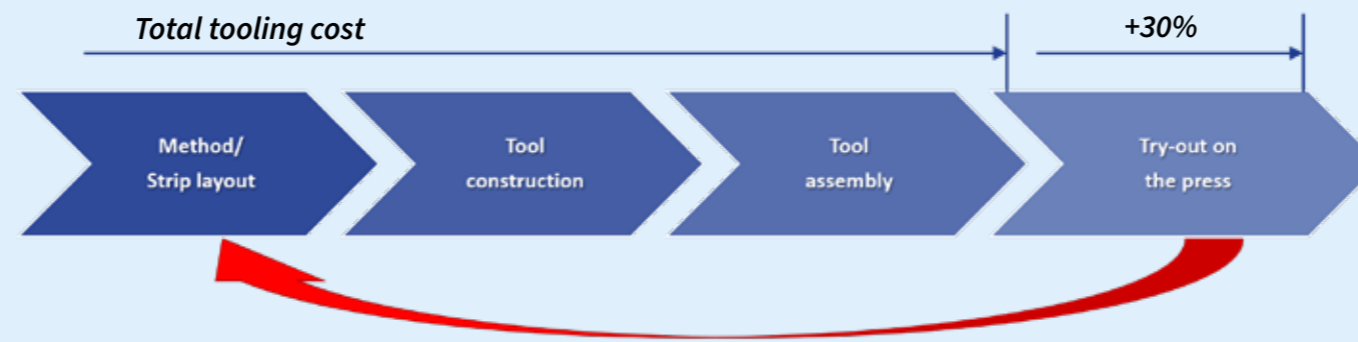 Total tooling cost
+30%
Method/
Strip layout
Tool
construction
Tool
assembly
Try-out on
the press